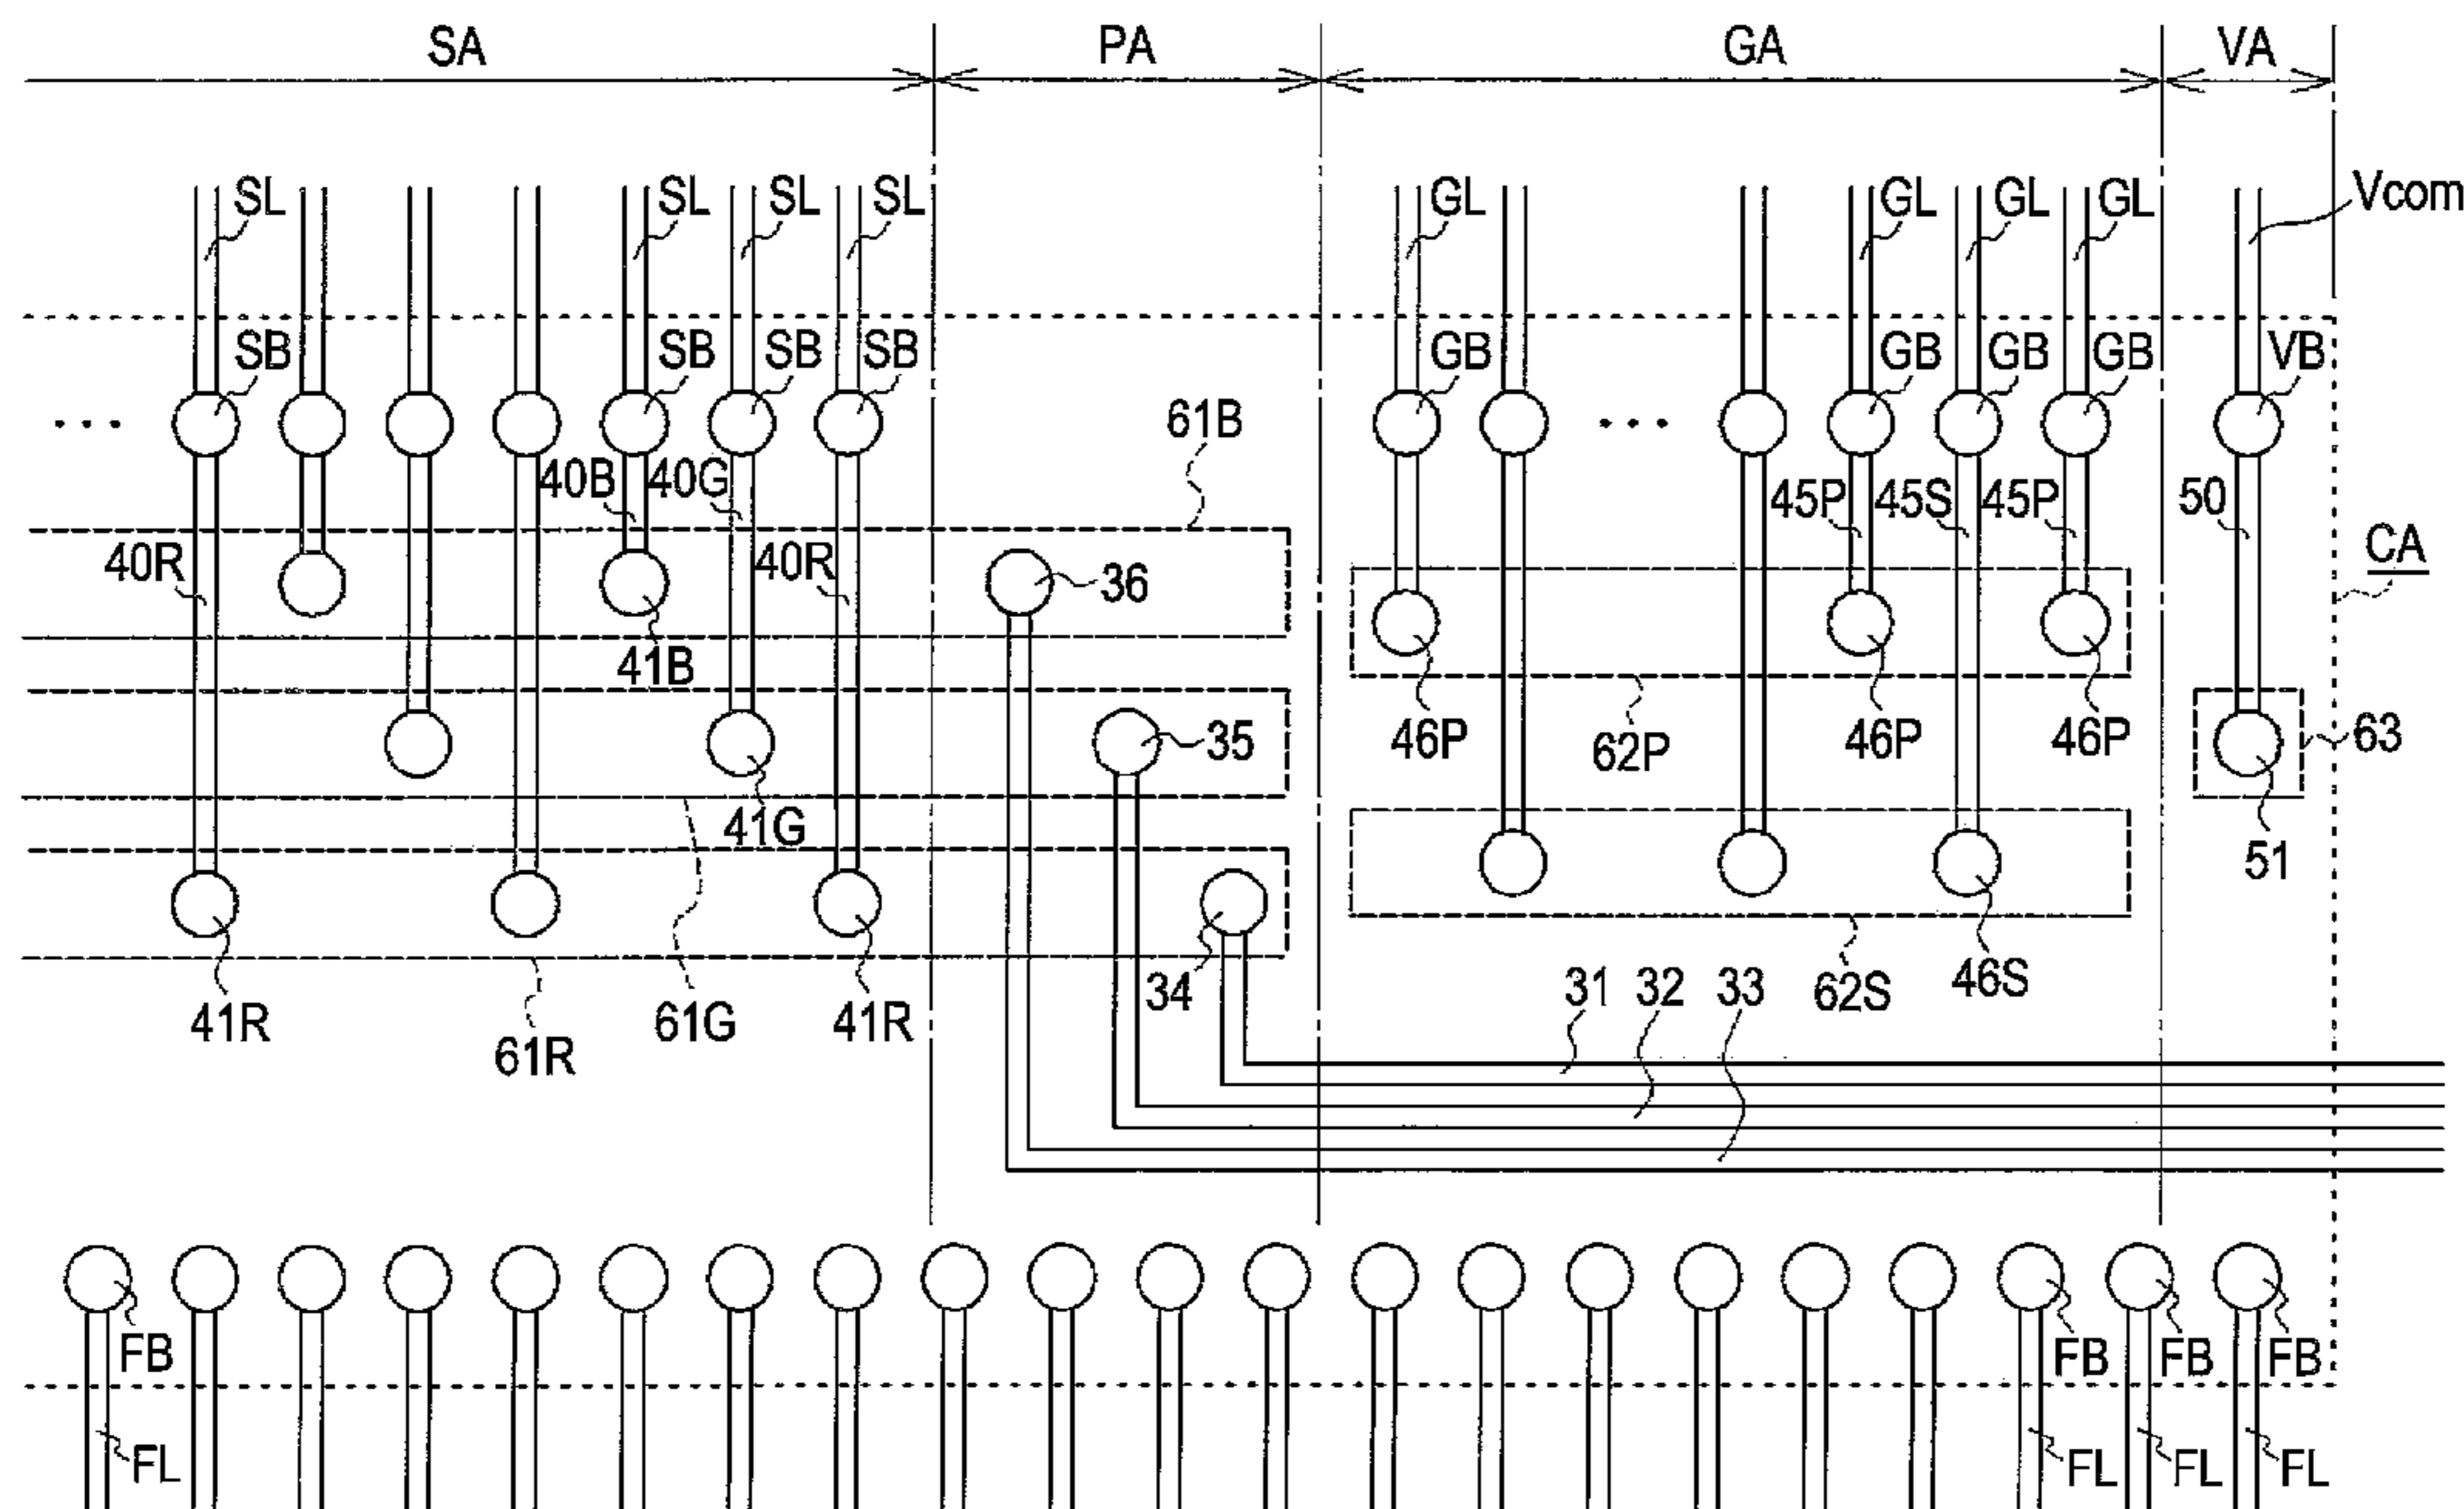 SA PA GA VA
SL SL SL SL GL GL GL GL Vcom
SB SB SB SB GB GB GB GB VB
61B
40B 40G 45P 45S 45P 50
40R 40R 36 CA
41B
35 46P 62P 46P 46P 63
41G
51
34 31 32 33 62S 46S
41R 61R 61G 41R
FB FB FB FB
FL FL FL FL